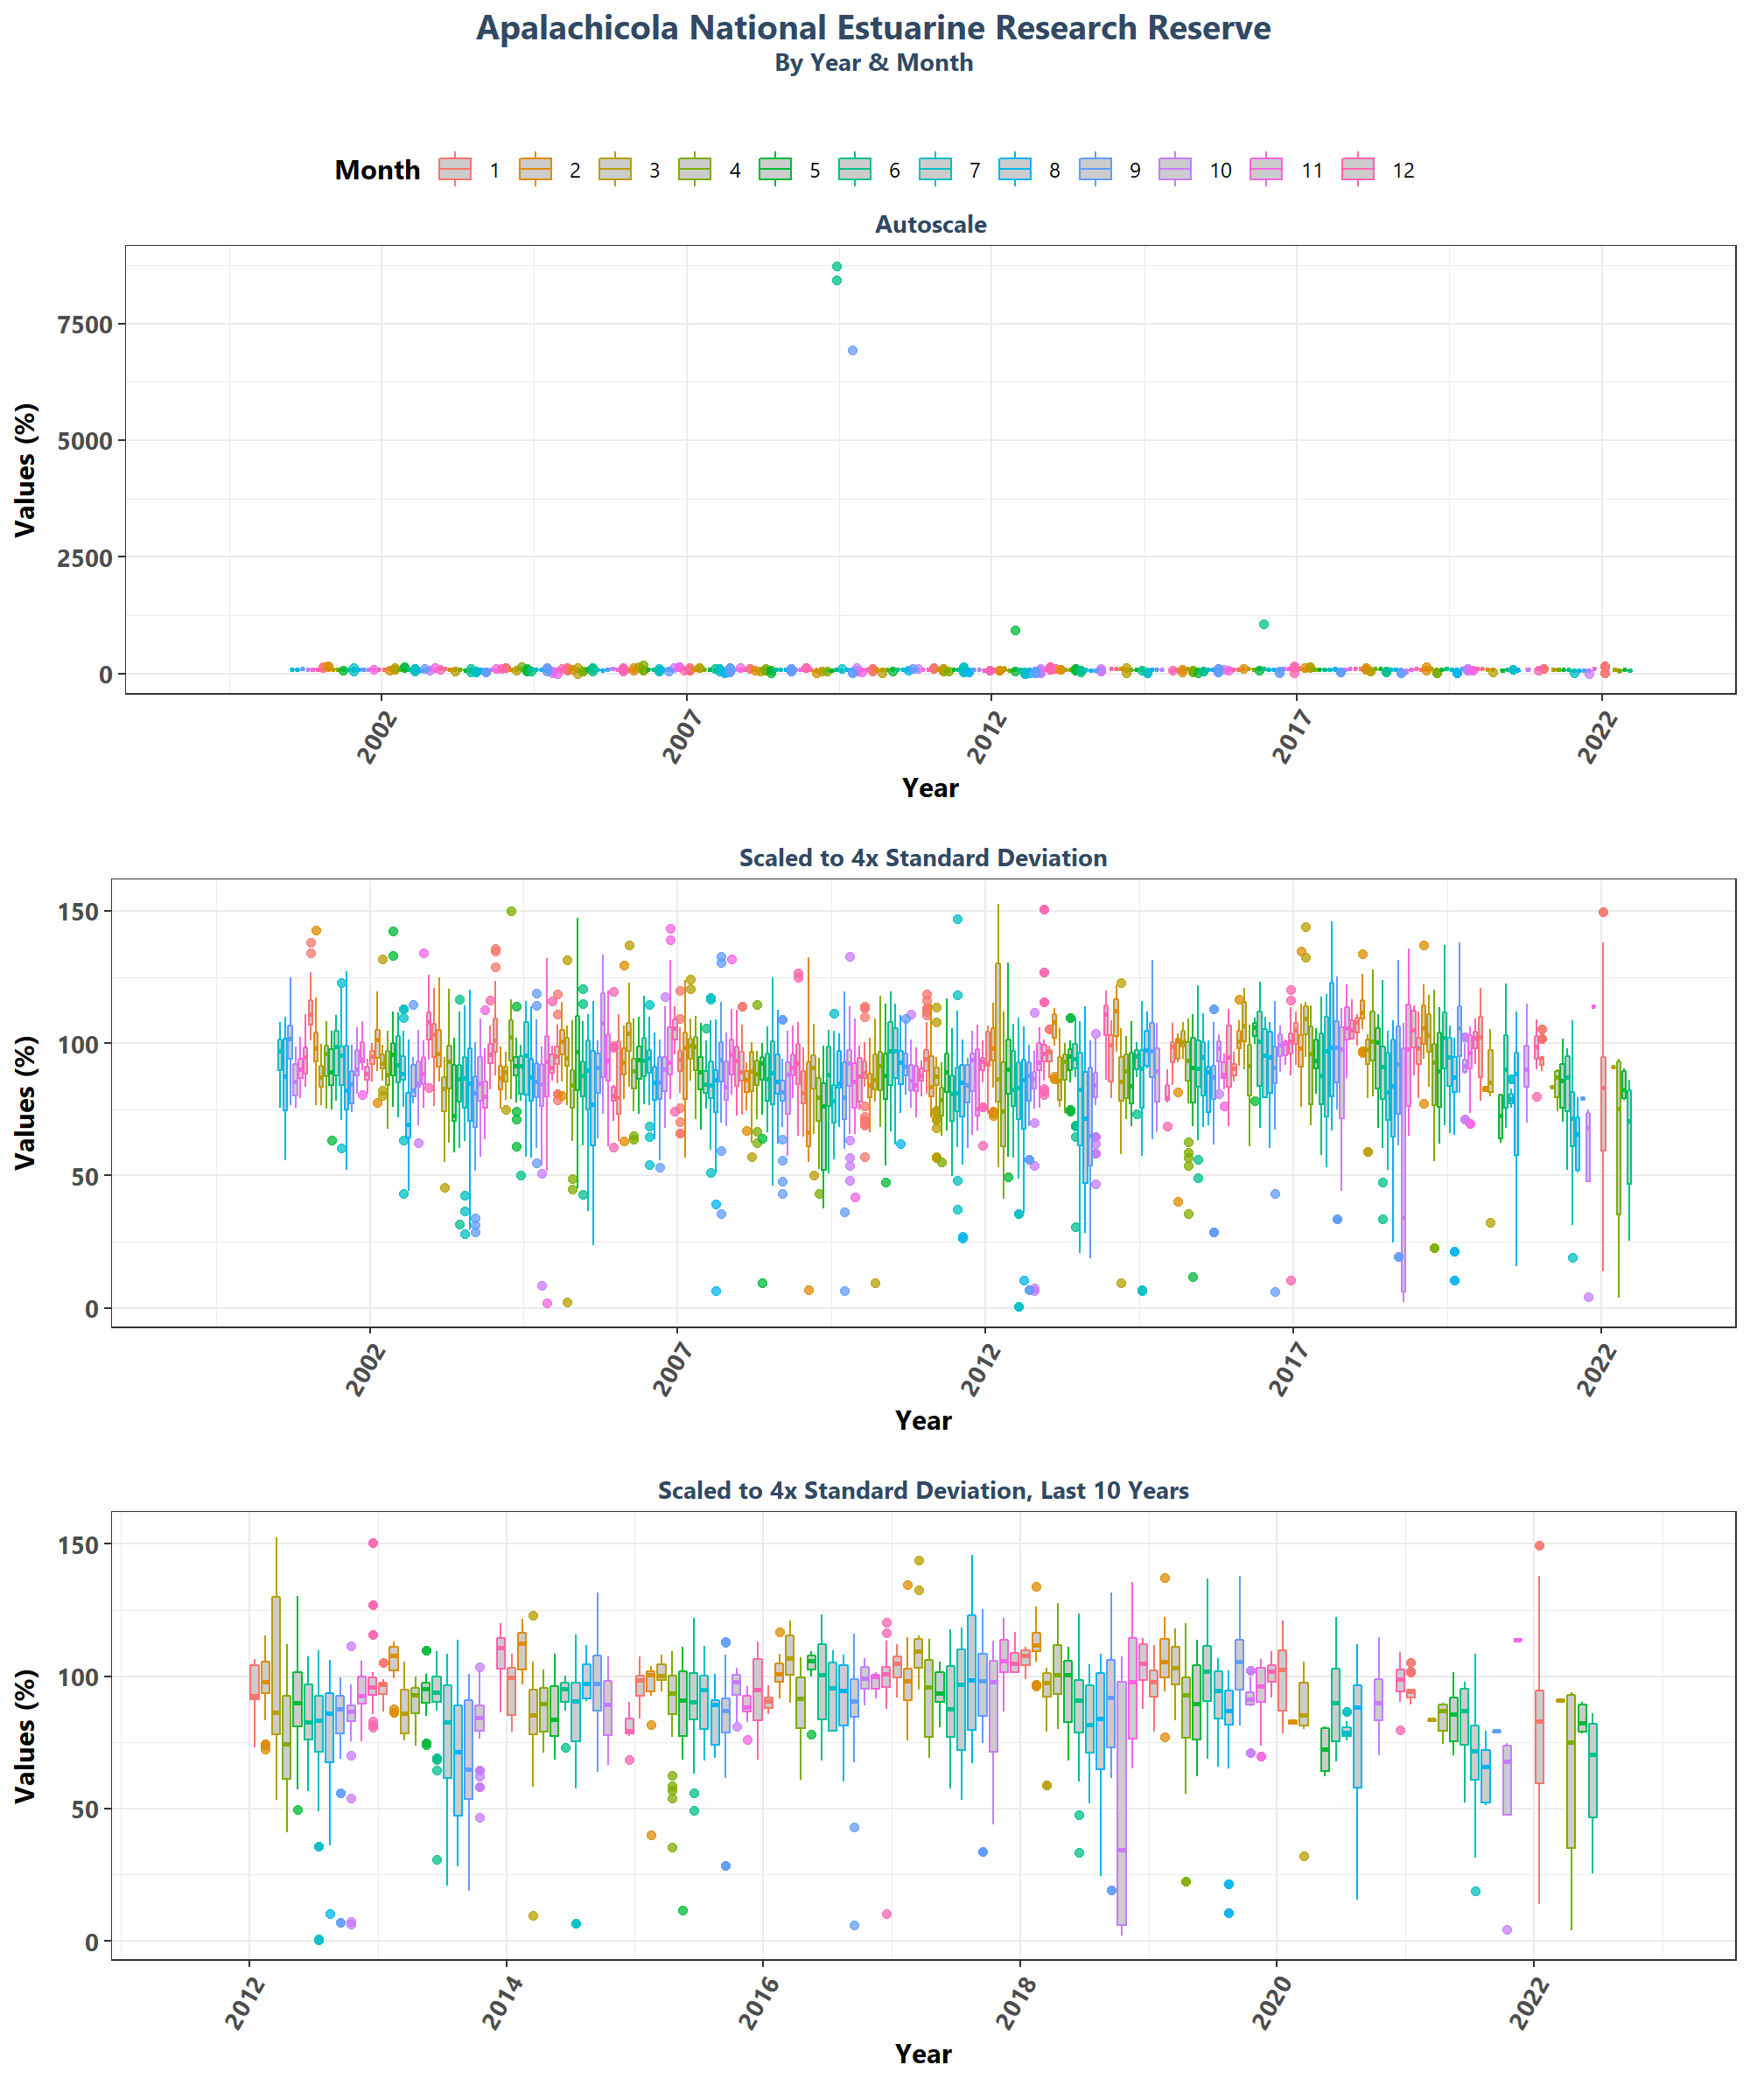 Apalachicola National Estuarine Research Reserve
By Year & Month
Month 1 2 3 4 5 6 7 8 9 10 11 12
Autoscale
Values (%)
7500
5000
2500
0
2002 2007 2012 2017 2022
Year
Scaled to 4x Standard Deviation
Values (%)
150
100
50
0
2002 2007 2012 2017 2022
Year
Scaled to 4x Standard Deviation, Last 10 Years
Values (%)
150
100
50
0
2012 2014 2016 2018 2020 2022
Year